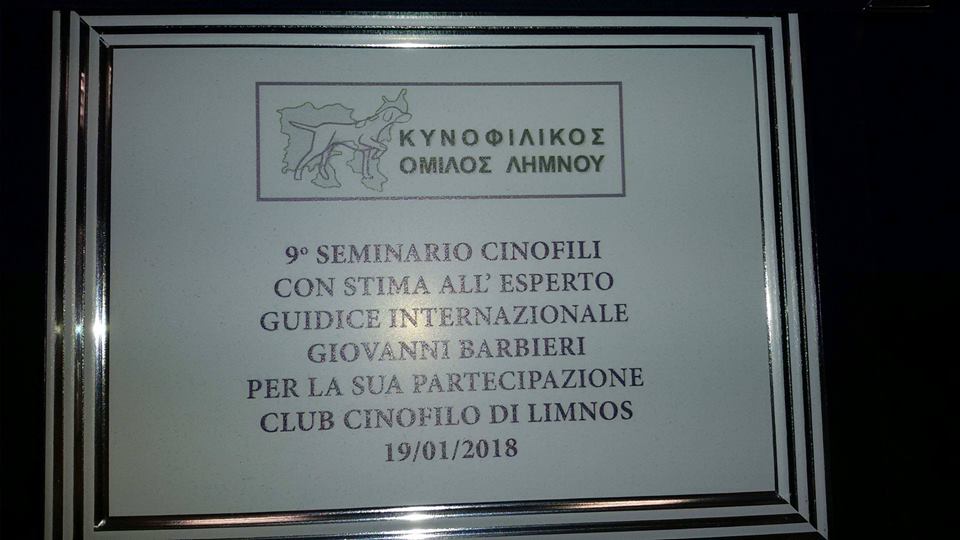 ΚΥΝΟΦΙΛΙΚΟΣ
ΟΜΙΛΟΣ ΛΗΜΝΟΥ
9º SEMINARIO CINOFILI
CON STIMA ALL' ESPERTO
GUIDICE INTERNAZIONALE
GIOVANNI BARBIERI
PER LA SUA PARTECIPAZIONE
CLUB CINOFILO DI LIMNOS
19/01/2018